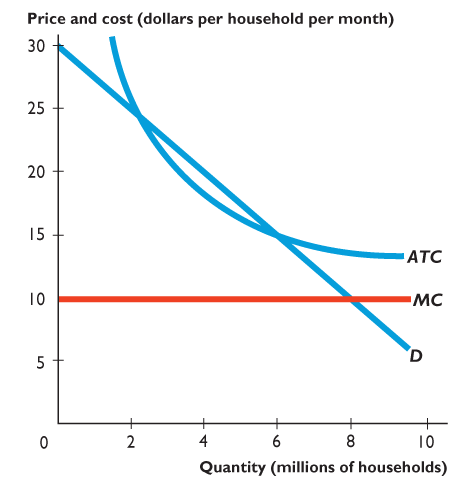 Price and cost (dollars per household per month)
30
25
20
15
10
5
ATC
MC
D
0 2 4 6 8 10
Quantity (millions of households)